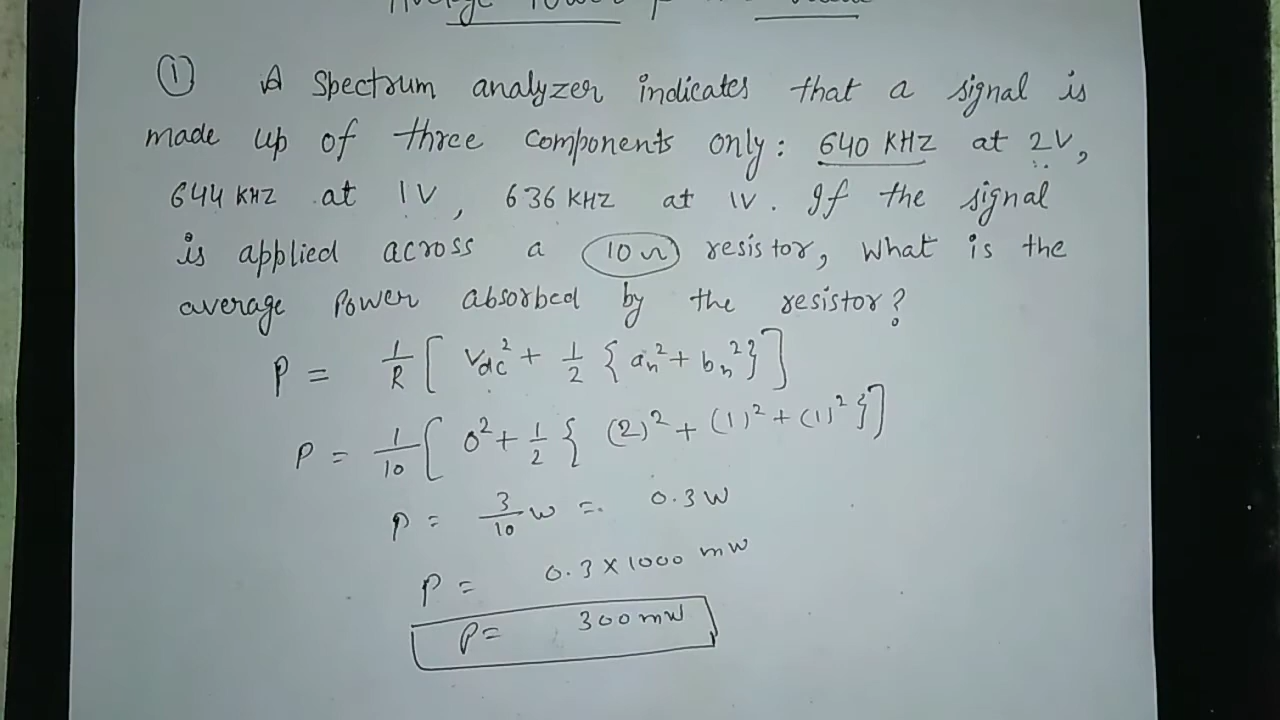 Average Power
① A Spectrum analyzer indicates that a signal is
made up of three components only: 640 KHZ at 2V,
644 KHZ at 1V, 636 KHZ at 1V. If the signal
is applied across a 10 Ω resistor, what is the
average Power absorbed by the resistor?
P = 1/R [ Vdc² + 1/2 { an² + bn² } ]
P = 1/10 [ 0² + 1/2 { (2)² + (1)² + (1)² } ]
P = 3/10 W = 0.3 W
P = 0.3 X 1000 mW
P = 300 mW